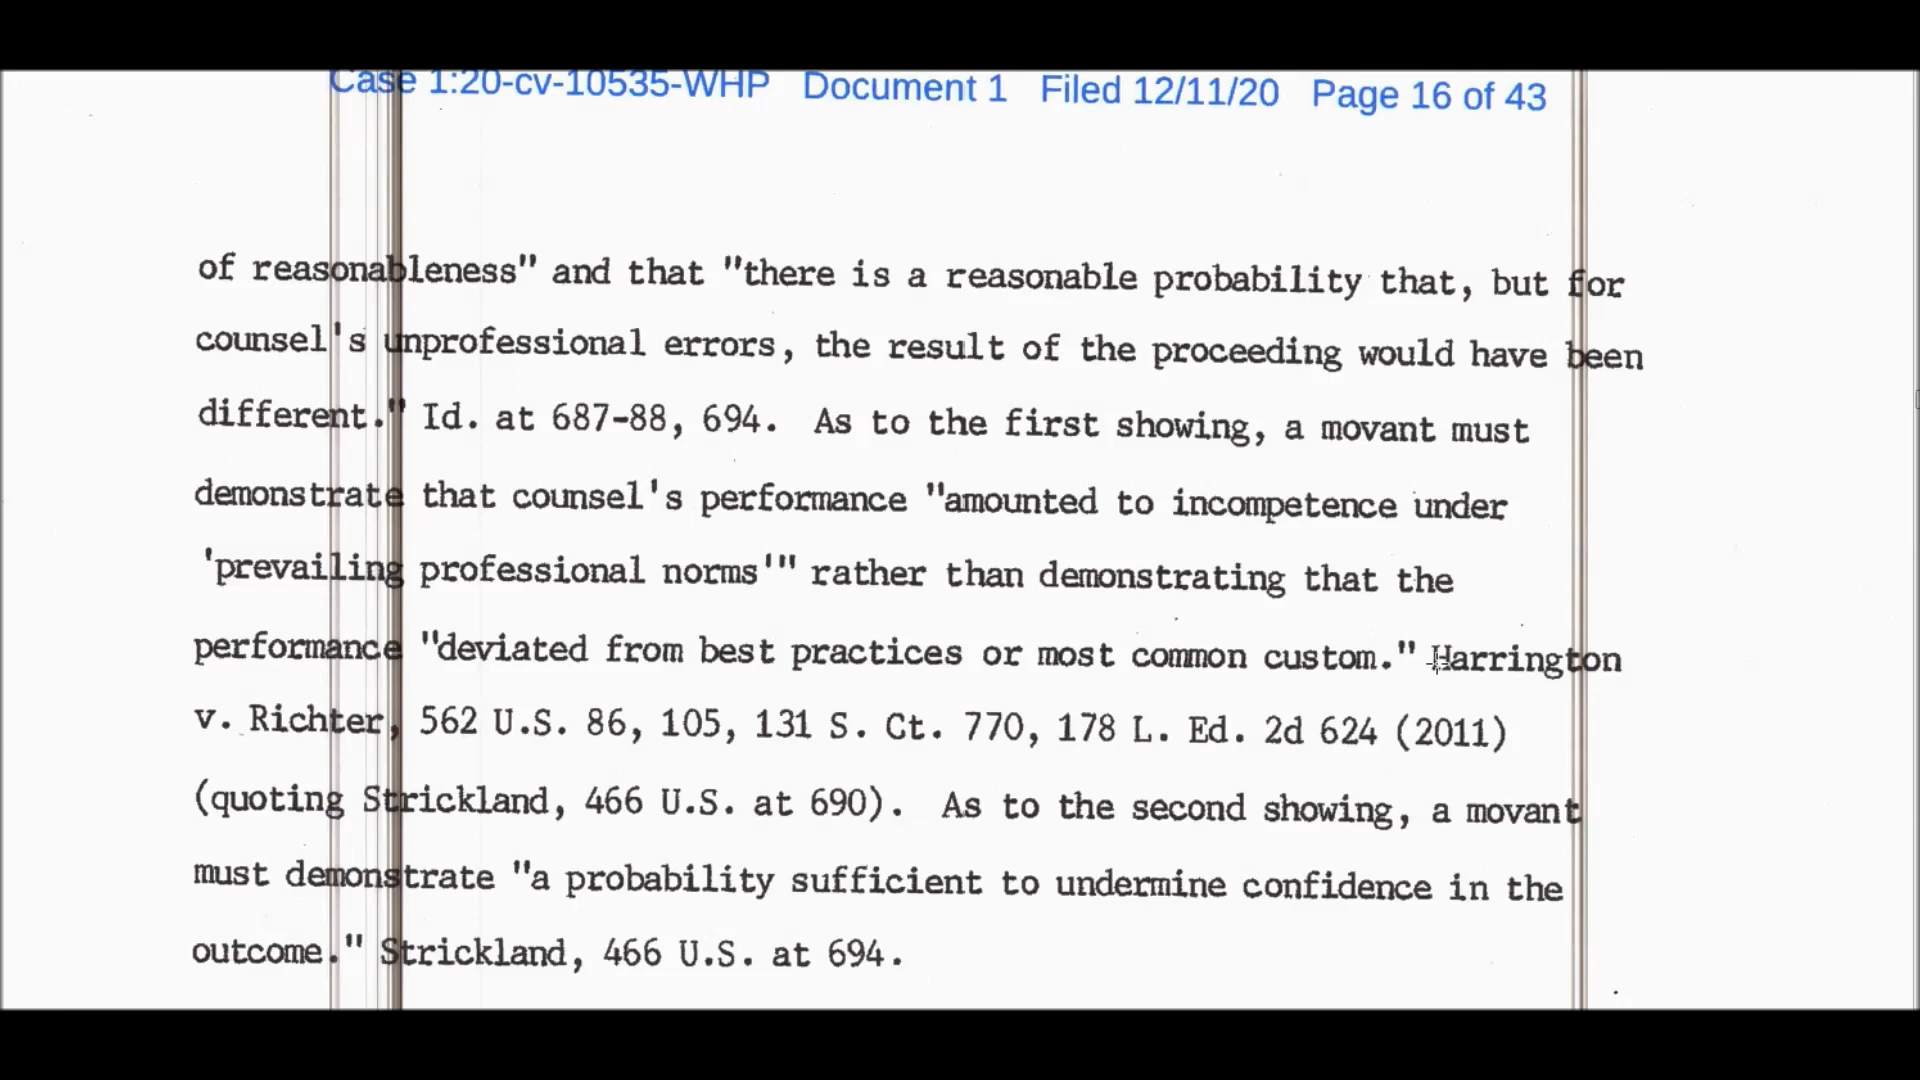 Case 1:20-cv-10535-WHP Document 1 Filed 12/11/20 Page 16 of 43
of reasonableness" and that "there is a reasonable probability that, but for
counsel's unprofessional errors, the result of the proceeding would have been
different." Id. at 687-88, 694. As to the first showing, a movant must
demonstrate that counsel's performance "amounted to incompetence under
'prevailing professional norms'" rather than demonstrating that the
performance "deviated from best practices or most common custom." Harrington
v. Richter, 562 U.S. 86, 105, 131 S. Ct. 770, 178 L. Ed. 2d 624 (2011)
(quoting Strickland, 466 U.S. at 690). As to the second showing, a movant
must demonstrate "a probability sufficient to undermine confidence in the
outcome." Strickland, 466 U.S. at 694.